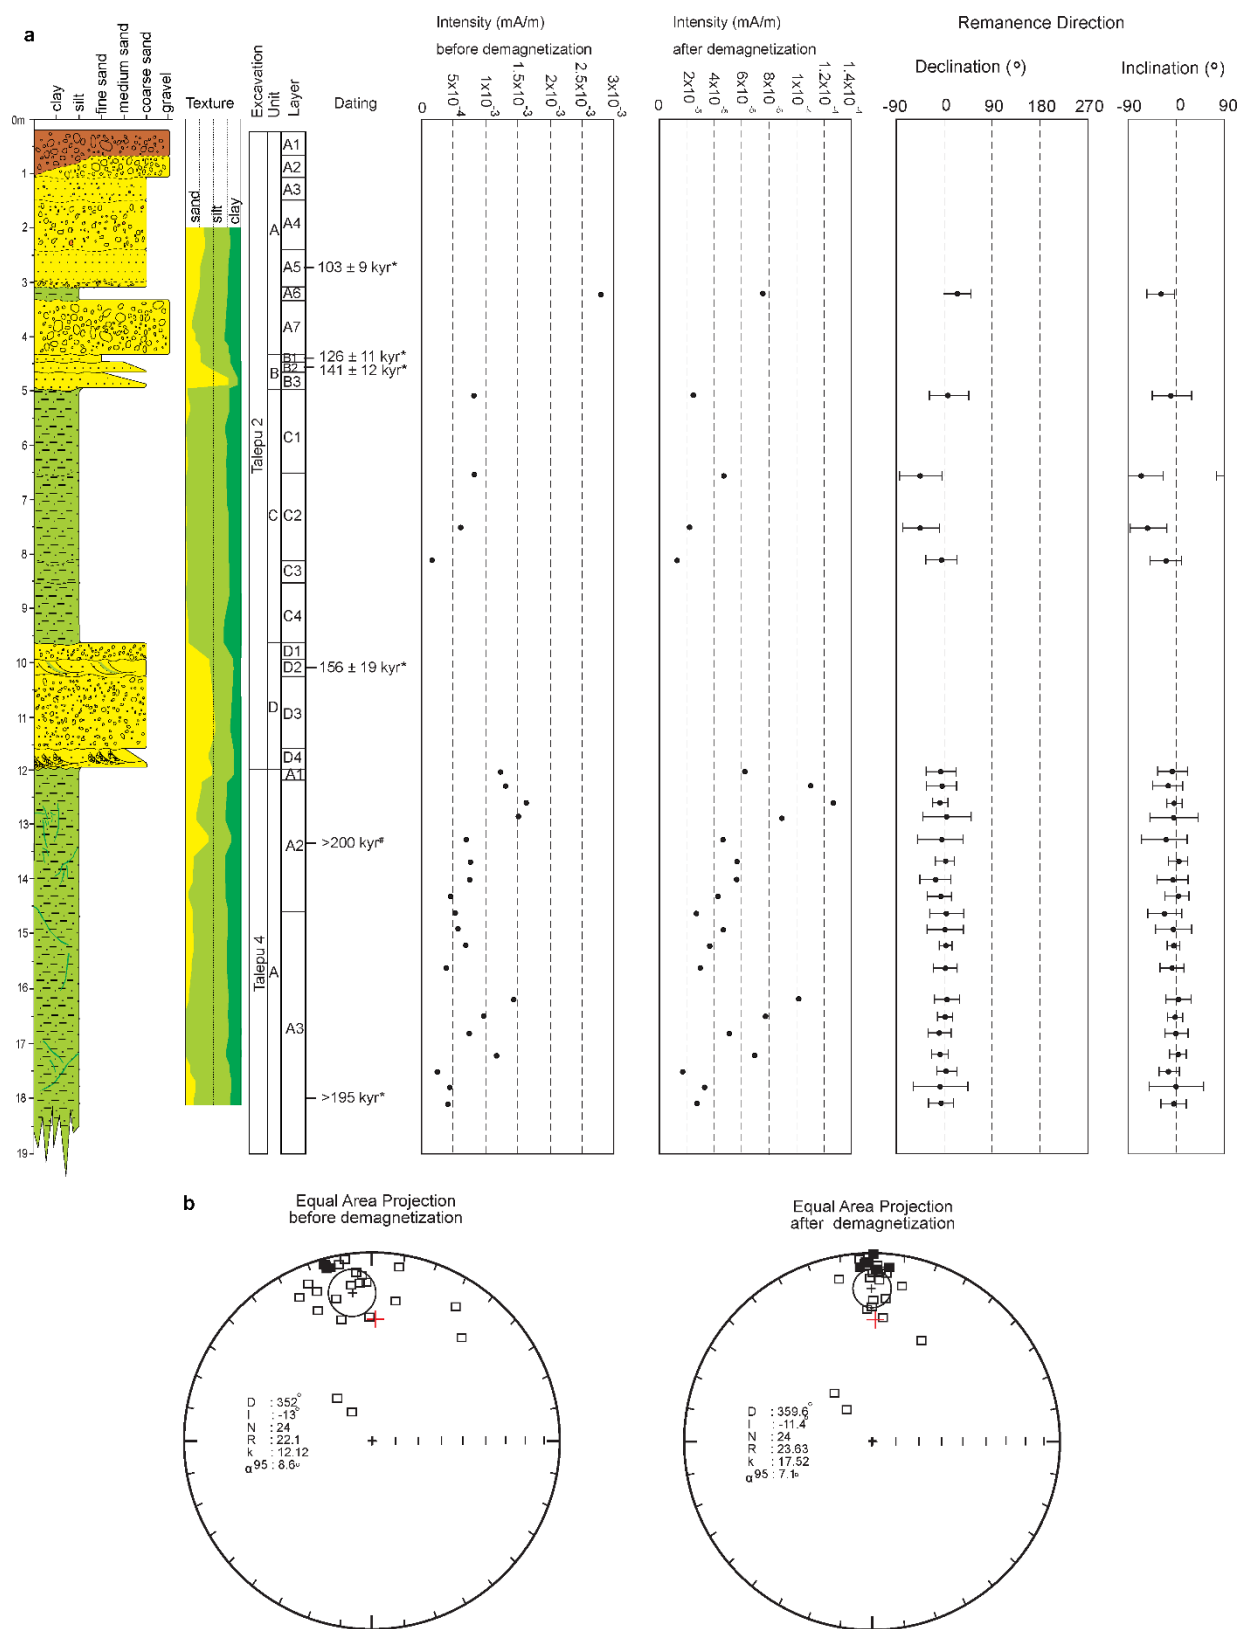 a
clay
silt
fine sand
medium sand
coarse sand
gravel
Texture
sand
silt
clay
Excavation
Unit
Layer
Dating
Intensity (mA/m)
before demagnetization
0
5x10-4
1x10-3
1.5x10-3
2x10-3
2.5x10-3
3x10-3
Intensity (mA/m)
after demagnetization
0
2x10-5
4x10-5
6x10-5
8x10-5
1x10-4
1.2x10-4
1.4x10-4
Remanence Direction
Declination (°)
-90 0 90 180 270
Inclination (°)
-90 0 90
0m
1
2
3
4
5
6
7
8
9
10
11
12
13
14
15
16
17
18
19
Talepu 2
Talepu 4
A
B
C
D
A
A1
A2
A3
A4
A5
A6
A7
B1
B2
B3
C1
C2
C3
C4
D1
D2
D3
D4
A1
A2
A3
103 ± 9 kyr*
126 ± 11 kyr*
141 ± 12 kyr*
156 ± 19 kyr*
>200 kyr#
>195 kyr*
b
Equal Area Projection
before demagnetization
D : 352°
I : -13°
N : 24
R : 22.1
k : 12.12
α95 : 8.6°
Equal Area Projection
after demagnetization
D : 359.6°
I : -11.4°
N : 24
R : 23.63
k : 17.52
α95 : 7.1°